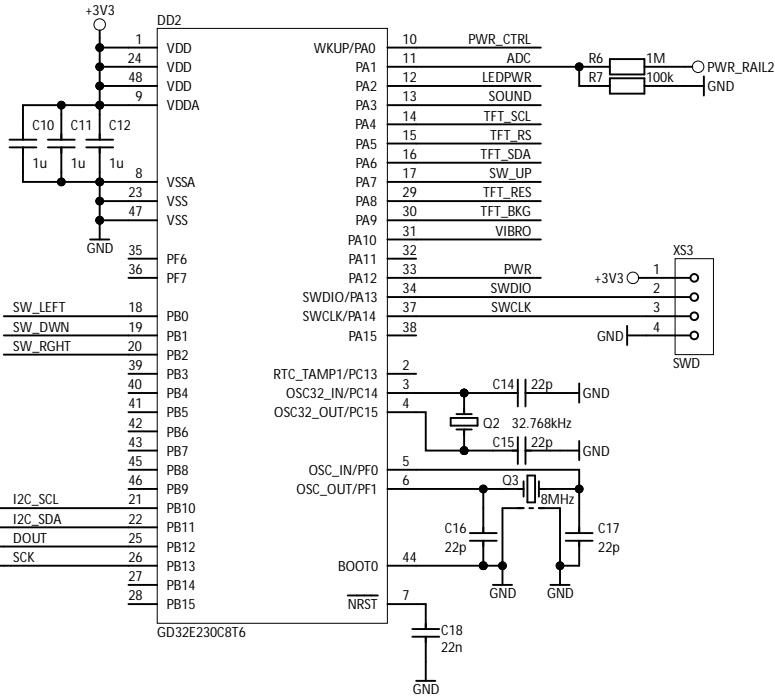 +3V3
DD2
1 VDD WKUP/PA0 10 PWR_CTRL
24 VDD PA1 11 ADC R6 1M PWR_RAIL2
48 VDD PA2 12 LEDPWR R7 100k GND
9 VDDA PA3 13 SOUND
C10 C11 C12 PA4 14 TFT_SCL
PA5 15 TFT_RS
1u 1u 1u PA6 16 TFT_SDA
8 VSSA PA7 17 SW_UP
23 VSS PA8 29 TFT_RES
47 VSS PA9 30 TFT_BKG
GND PA10 31 VIBRO
35 PF6 PA11 32 XS3
36 PF7 PA12 33 PWR +3V3 1
SWDIO/PA13 34 SWDIO 2
SW_LEFT 18 PB0 SWCLK/PA14 37 SWCLK 3
SW_DWN 19 PB1 PA15 38 GND 4
SW_RGHT 20 PB2 SWD
39 PB3 RTC_TAMP1/PC13 2
40 PB4 OSC32_IN/PC14 3 C14 22p GND
41 PB5 OSC32_OUT/PC15 4 Q2 32.768kHz
42 PB6
43 PB7 C15 22p GND
45 PB8 OSC_IN/PF0 5
46 PB9 OSC_OUT/PF1 6 Q3 8MHz
I2C_SCL 21 PB10
I2C_SDA 22 PB11 C16 C17
DOUT 25 PB12 22p 22p
SCK 26 PB13 BOOT0 44
27 PB14 GND GND
28 PB15 NRST 7
GD32E230C8T6 C18
22n
GND